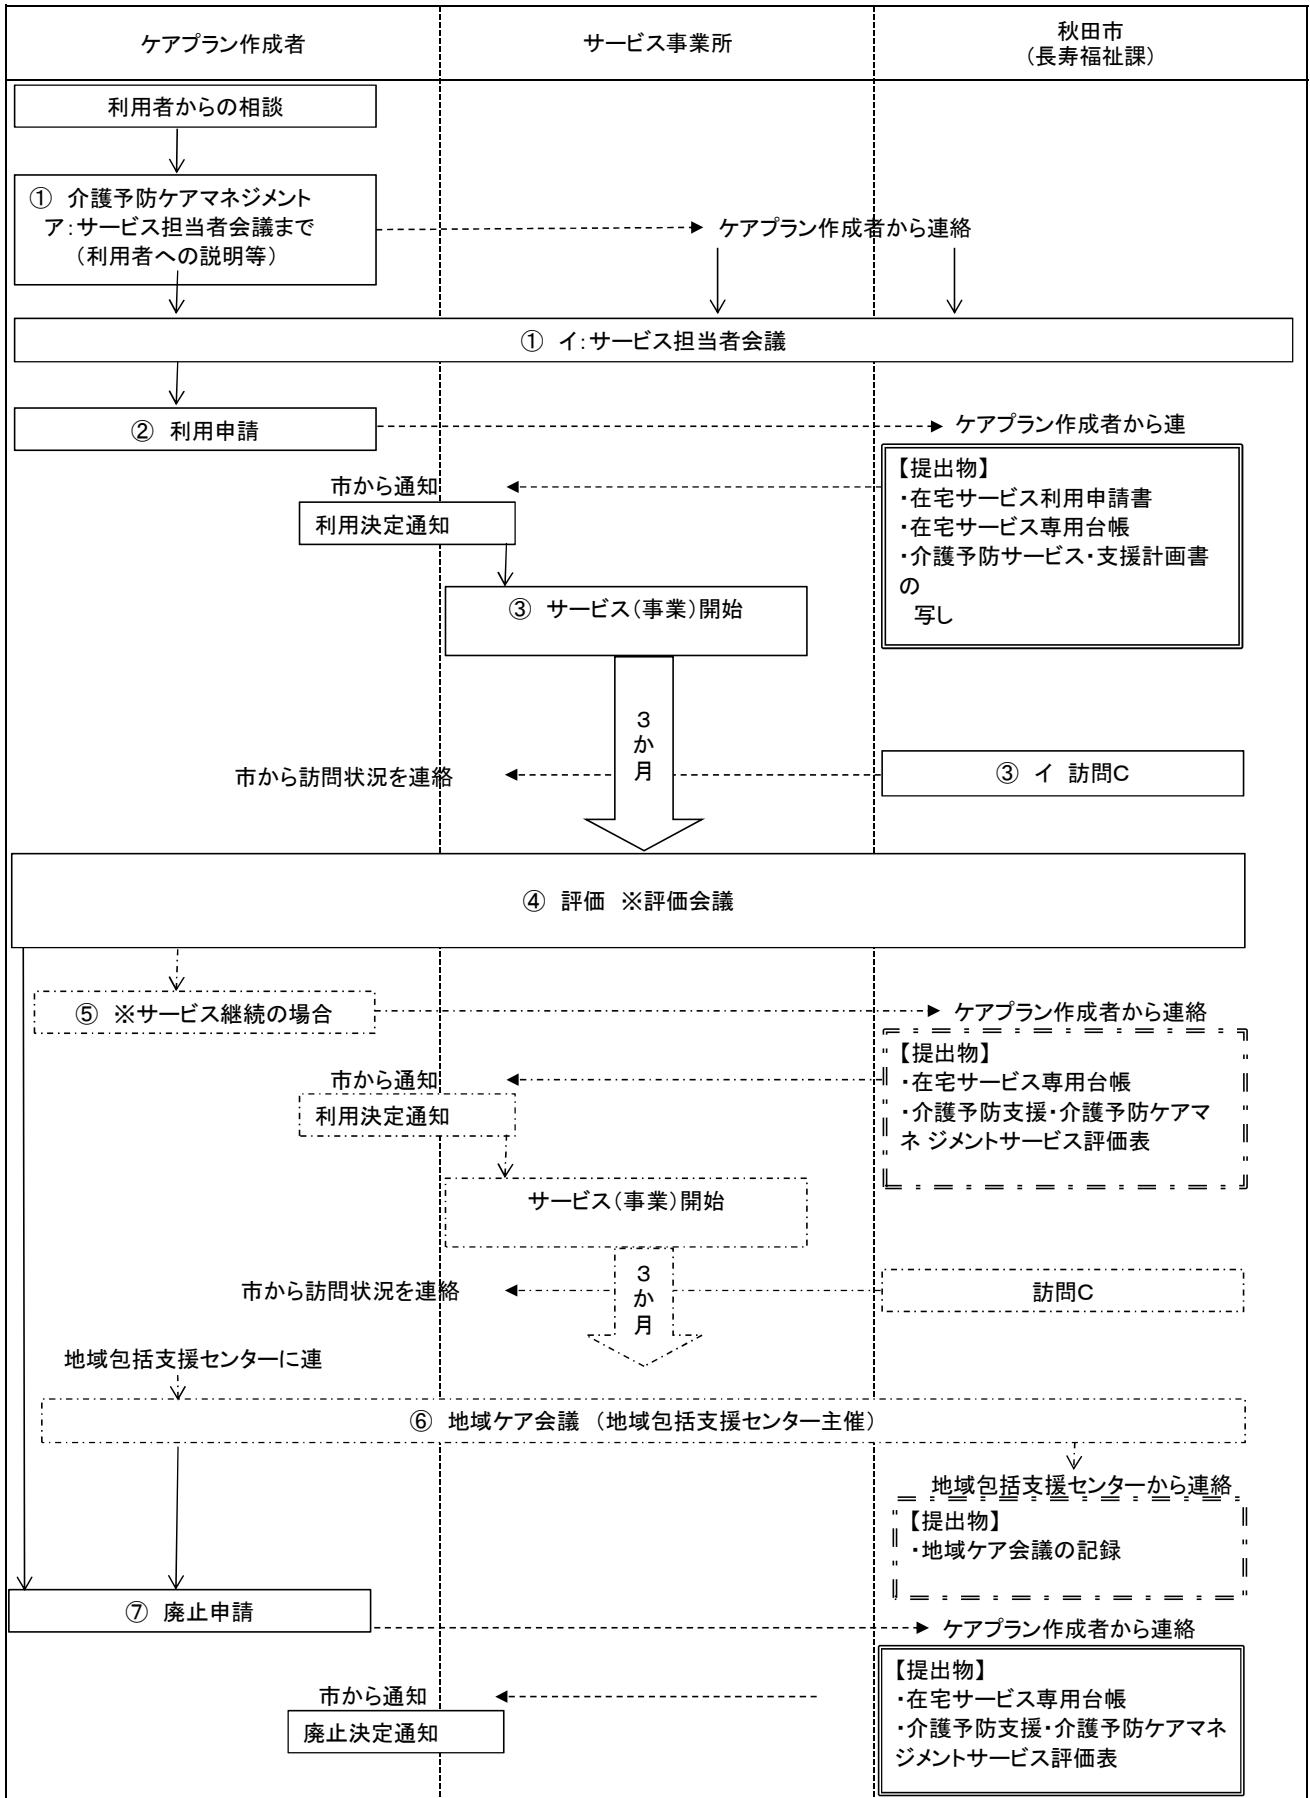 ケアプラン作成者
サービス事業所
秋田市
（長寿福祉課）
利用者からの相談
① 介護予防ケアマネジメント
ア：サービス担当者会議まで
（利用者への説明等）
ケアプラン作成者から連絡
① イ：サービス担当者会議
② 利用申請
ケアプラン作成者から連
【提出物】
・在宅サービス利用申請書
・在宅サービス専用台帳
・介護予防サービス・支援計画書
の
写し
市から通知
利用決定通知
③ サービス（事業）開始
３
か
月
市から訪問状況を連絡
③ イ 訪問C
④ 評価 ※評価会議
⑤ ※サービス継続の場合
ケアプラン作成者から連絡
【提出物】
・在宅サービス専用台帳
・介護予防支援・介護予防ケアマ
ネ ジメントサービス評価表
市から通知
利用決定通知
サービス（事業）開始
３
か
月
市から訪問状況を連絡
訪問C
地域包括支援センターに連
⑥ 地域ケア会議 （地域包括支援センター主催）
地域包括支援センターから連絡
【提出物】
・地域ケア会議の記録
⑦ 廃止申請
ケアプラン作成者から連絡
【提出物】
・在宅サービス専用台帳
・介護予防支援・介護予防ケアマネ
ジメントサービス評価表
市から通知
廃止決定通知